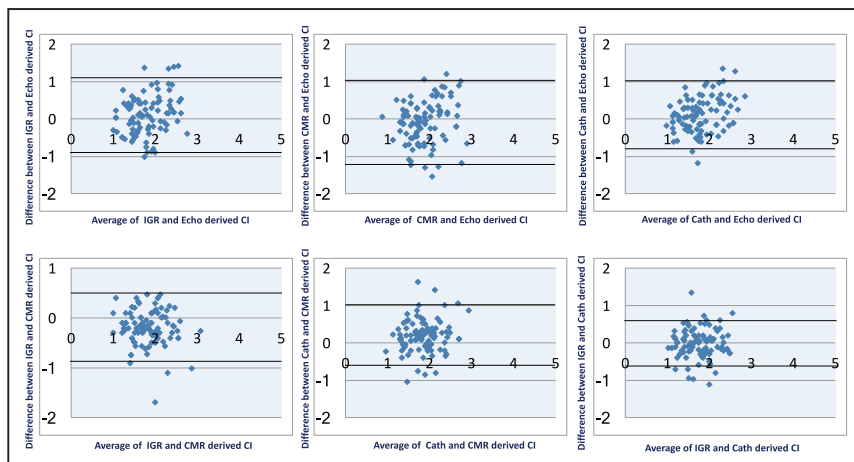 Difference between IGR and Echo derived CI
2
1
0
-1
-2
0 1 2 3 4 5
Average of IGR and Echo derived CI
Difference between CMR and Echo derived CI
2
1
0
-1
-2
0 1 2 3 4 5
Average of CMR and Echo derived CI
Difference between Cath and Echo derived CI
2
1
0
-1
-2
0 1 2 3 4 5
Average of Cath and Echo derived CI
Difference between IGR and CMR derived CI
1
0
-1
-2
0 1 2 3 4 5
Average of IGR and CMR derived CI
Difference between Cath and CMR derived CI
2
1
0
-1
-2
0 1 2 3 4 5
Average of Cath and CMR derived CI
Difference between IGR and Cath derived CI
2
1
0
-1
-2
0 1 2 3 4 5
Average of IGR and Cath derived CI